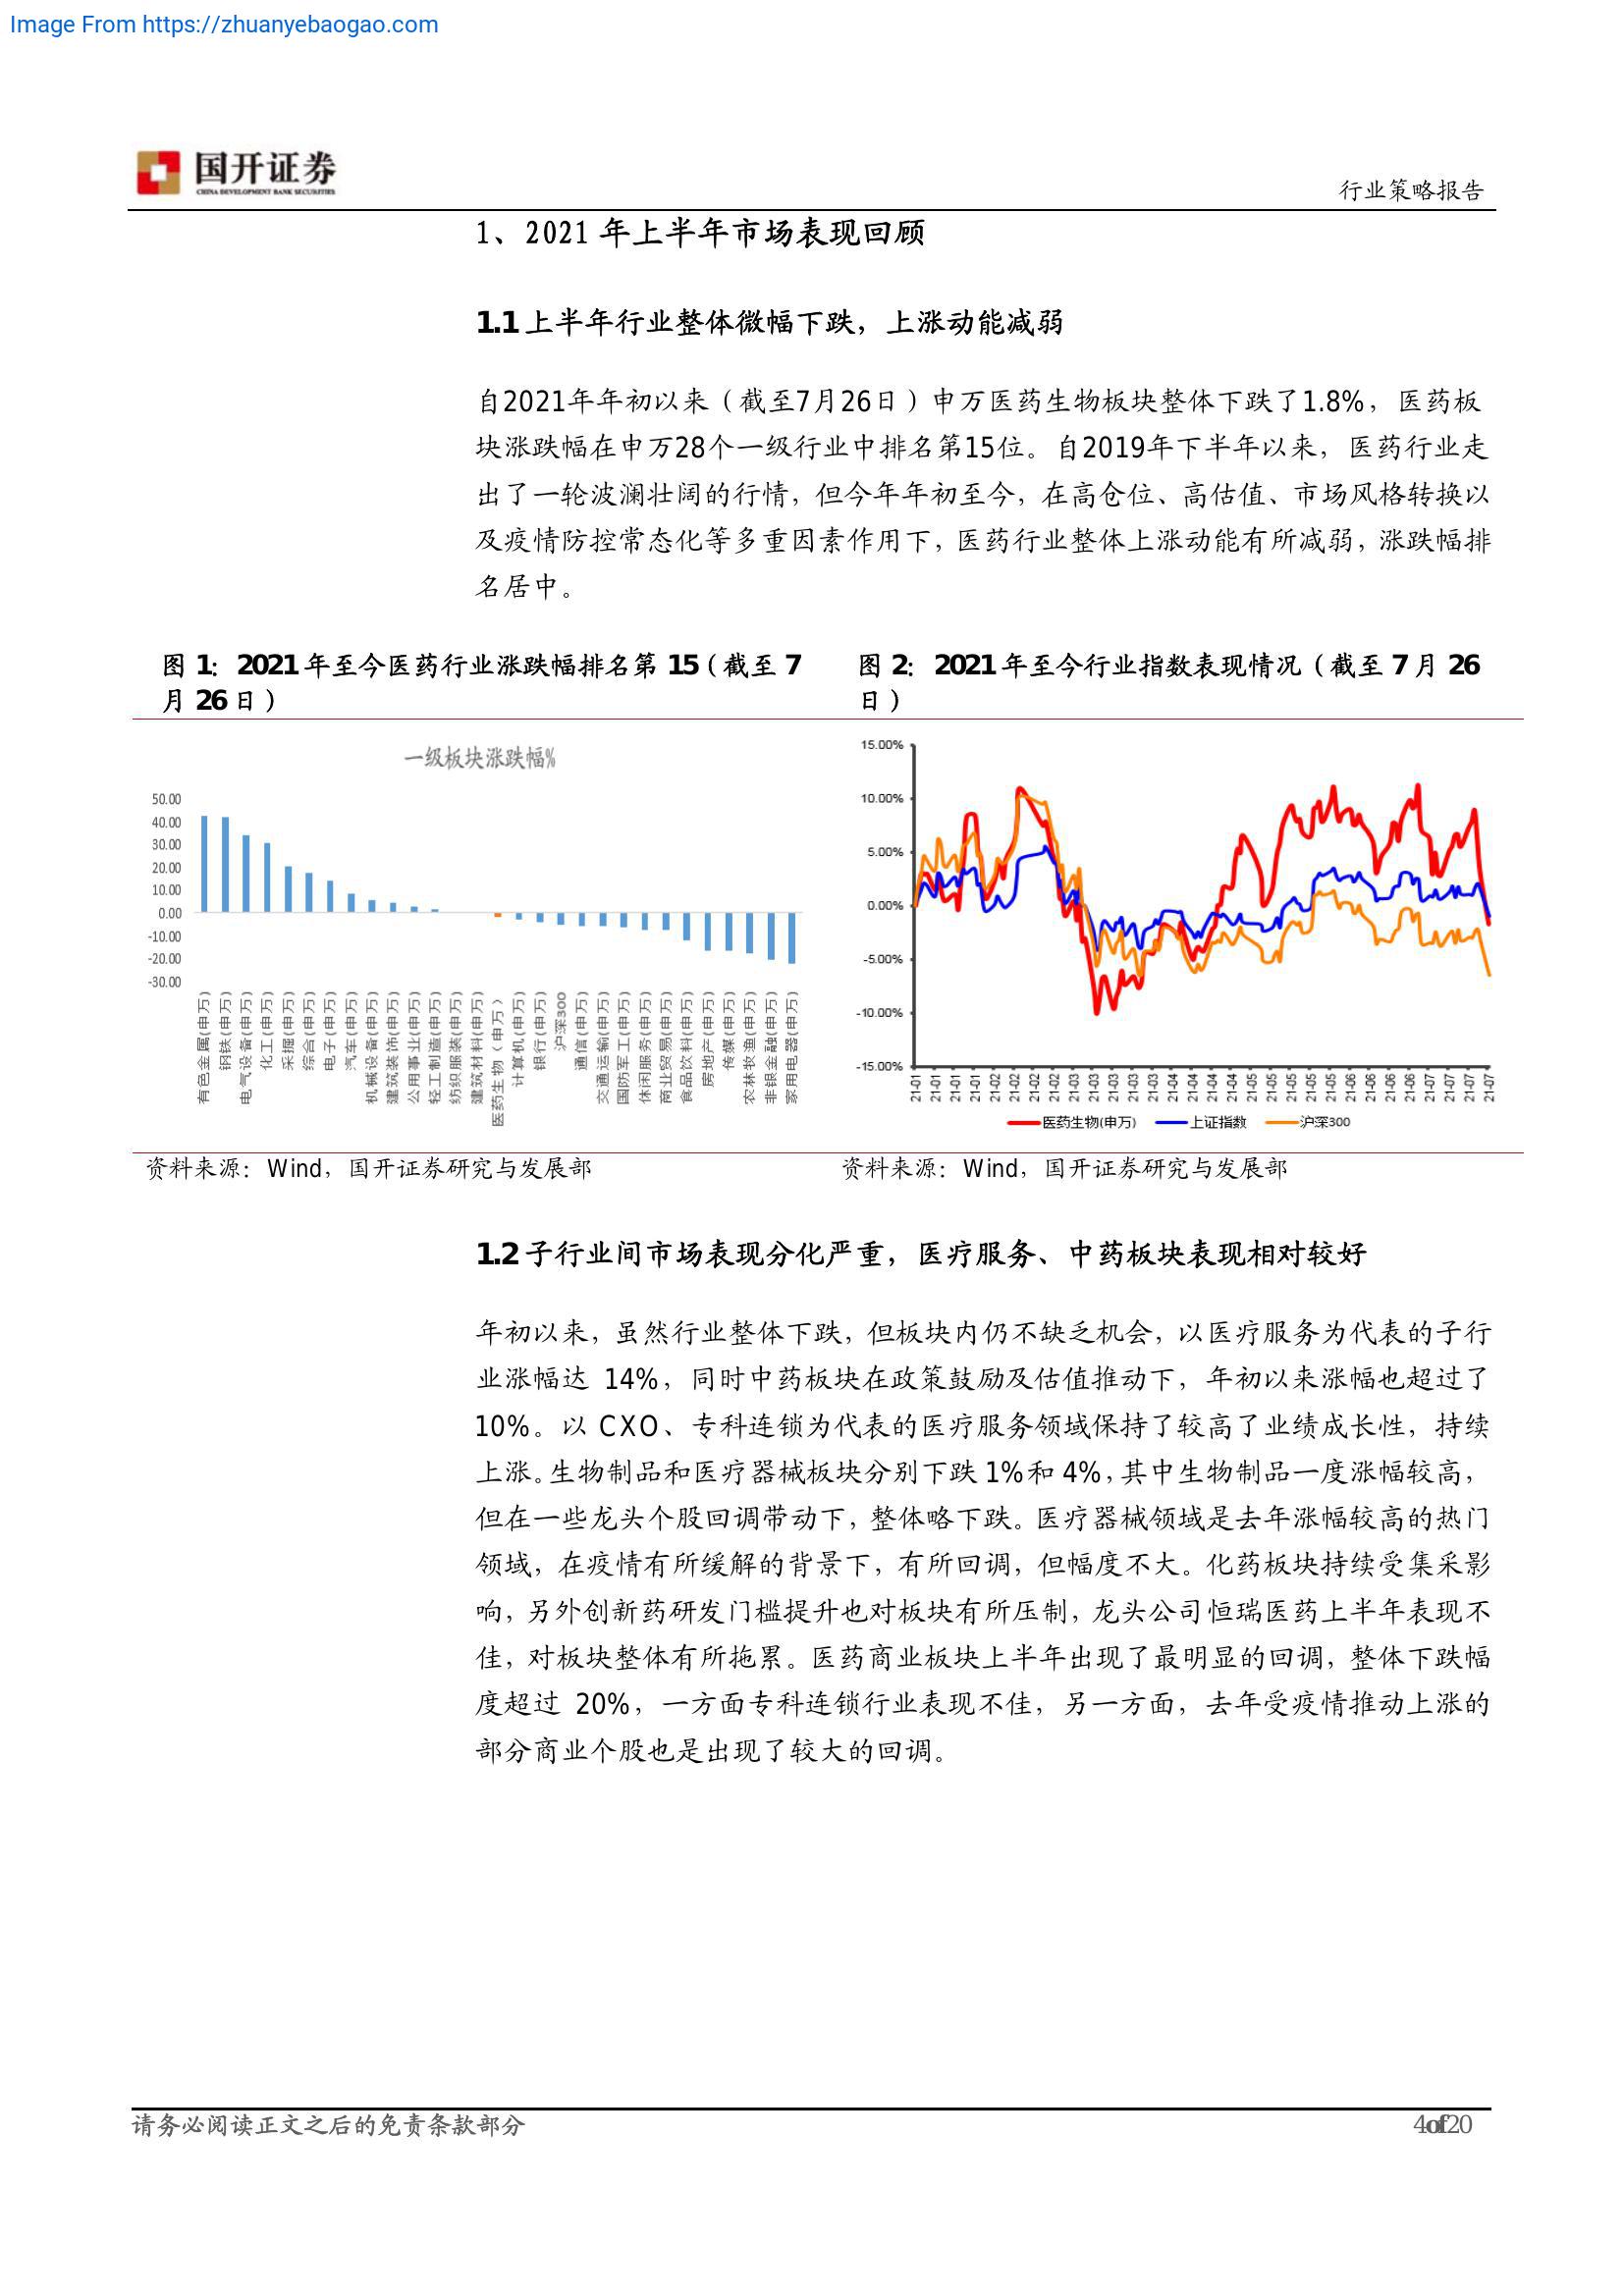 Image From https://zhuanyebaogao.com
国开证券
CHINA DEVELOPMENT BANK SECURITIES
行业策略报告
1、2021 年上半年市场表现回顾
1.1 上半年行业整体微幅下跌，上涨动能减弱
自2021年年初以来（截至7月26日）申万医药生物板块整体下跌了1.8%，医药板
块涨跌幅在申万28个一级行业中排名第15位。自2019年下半年以来，医药行业走
出了一轮波澜壮阔的行情，但今年年初至今，在高仓位、高估值、市场风格转换以
及疫情防控常态化等多重因素作用下，医药行业整体上涨动能有所减弱，涨跌幅排
名居中。
图 1：2021 年至今医药行业涨跌幅排名第 15（截至 7
月 26 日）
一级板块涨跌幅%
50.00
40.00
30.00
20.00
10.00
0.00
-10.00
-20.00
-30.00
有色金属(申万)
钢铁(申万)
电气设备(申万)
化工(申万)
采掘(申万)
综合(申万)
电子(申万)
汽车(申万)
机械设备(申万)
建筑装饰(申万)
公用事业(申万)
轻工制造(申万)
纺织服装(申万)
建筑材料(申万)
医药生物（申万）
计算机(申万)
银行(申万)
沪深300
通信(申万)
交通运输(申万)
国防军工(申万)
休闲服务(申万)
商业贸易(申万)
食品饮料(申万)
房地产(申万)
传媒(申万)
农林牧渔(申万)
非银金融(申万)
家用电器(申万)
资料来源：Wind，国开证券研究与发展部
图 2：2021 年至今行业指数表现情况（截至 7 月 26
日）
15.00%
10.00%
5.00%
0.00%
-5.00%
-10.00%
-15.00%
21-01
21-01
21-01
21-01
21-02
21-02
21-02
21-02
21-03
21-03
21-03
21-03
21-03
21-04
21-04
21-04
21-04
21-05
21-05
21-05
21-05
21-05
21-06
21-06
21-06
21-06
21-07
21-07
21-07
21-07
医药生物(申万) 上证指数 沪深300
资料来源：Wind，国开证券研究与发展部
1.2 子行业间市场表现分化严重，医疗服务、中药板块表现相对较好
年初以来，虽然行业整体下跌，但板块内仍不缺乏机会，以医疗服务为代表的子行
业涨幅达 14%，同时中药板块在政策鼓励及估值推动下，年初以来涨幅也超过了
10%。以 CXO、专科连锁为代表的医疗服务领域保持了较高了业绩成长性，持续
上涨。生物制品和医疗器械板块分别下跌 1%和 4%，其中生物制品一度涨幅较高，
但在一些龙头个股回调带动下，整体略下跌。医疗器械领域是去年涨幅较高的热门
领域，在疫情有所缓解的背景下，有所回调，但幅度不大。化药板块持续受集采影
响，另外创新药研发门槛提升也对板块有所压制，龙头公司恒瑞医药上半年表现不
佳，对板块整体有所拖累。医药商业板块上半年出现了最明显的回调，整体下跌幅
度超过 20%，一方面专科连锁行业表现不佳，另一方面，去年受疫情推动上涨的
部分商业个股也是出现了较大的回调。
请务必阅读正文之后的免责条款部分
4of20